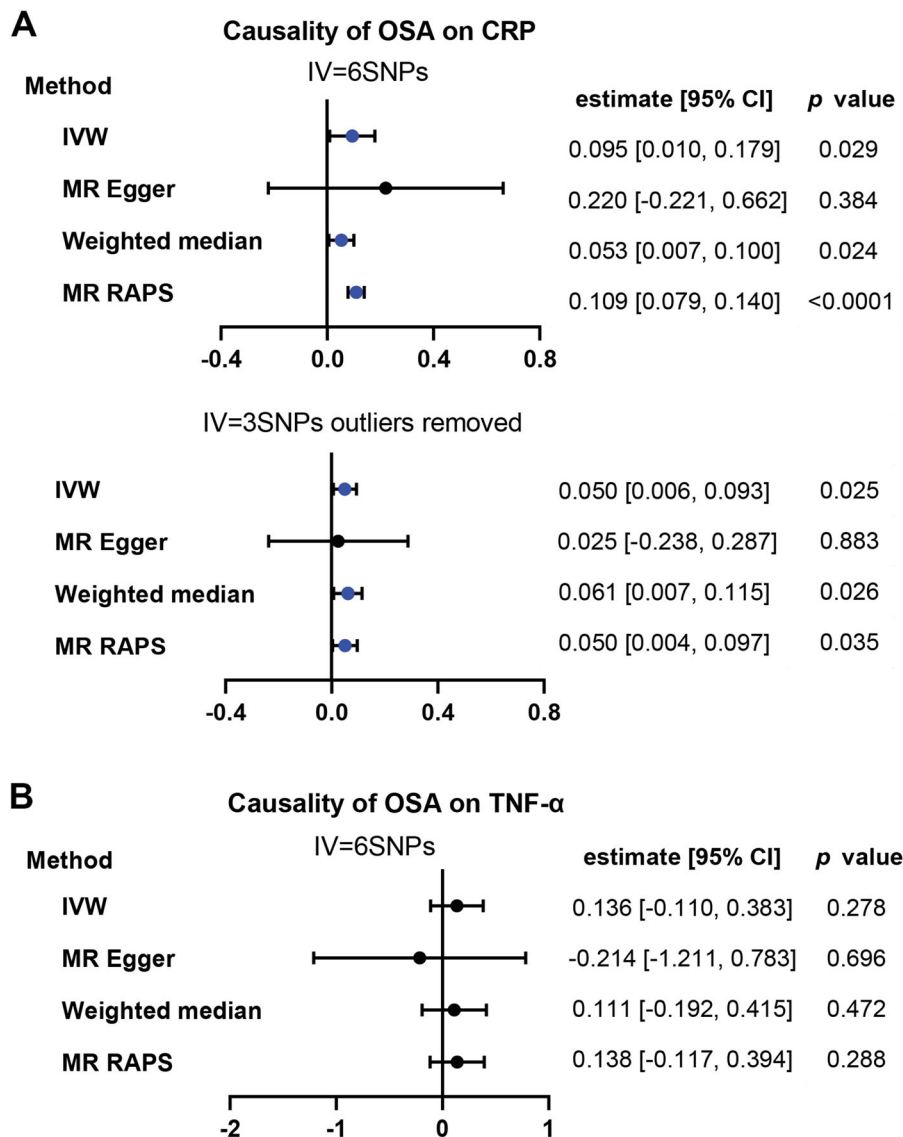 A
Causality of OSA on CRP
IV=6SNPs
Method estimate [95% CI] p value
IVW 0.095 [0.010, 0.179] 0.029
MR Egger 0.220 [-0.221, 0.662] 0.384
Weighted median 0.053 [0.007, 0.100] 0.024
MR RAPS 0.109 [0.079, 0.140] <0.0001
-0.4 0.0 0.4 0.8
IV=3SNPs outliers removed
IVW 0.050 [0.006, 0.093] 0.025
MR Egger 0.025 [-0.238, 0.287] 0.883
Weighted median 0.061 [0.007, 0.115] 0.026
MR RAPS 0.050 [0.004, 0.097] 0.035
-0.4 0.0 0.4 0.8
B
Causality of OSA on TNF-α
IV=6SNPs
Method estimate [95% CI] p value
IVW 0.136 [-0.110, 0.383] 0.278
MR Egger -0.214 [-1.211, 0.783] 0.696
Weighted median 0.111 [-0.192, 0.415] 0.472
MR RAPS 0.138 [-0.117, 0.394] 0.288
-2 -1 0 1